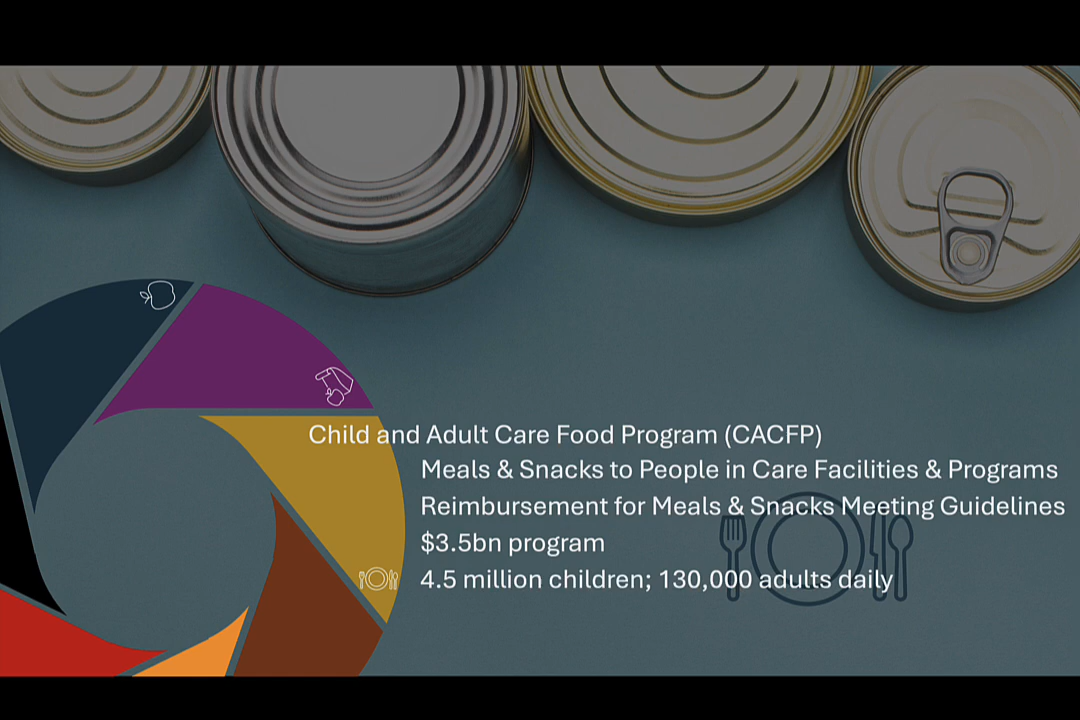 Child and Adult Care Food Program (CACFP)
Meals & Snacks to People in Care Facilities & Programs
Reimbursement for Meals & Snacks Meeting Guidelines
$3.5bn program
4.5 million children; 130,000 adults daily